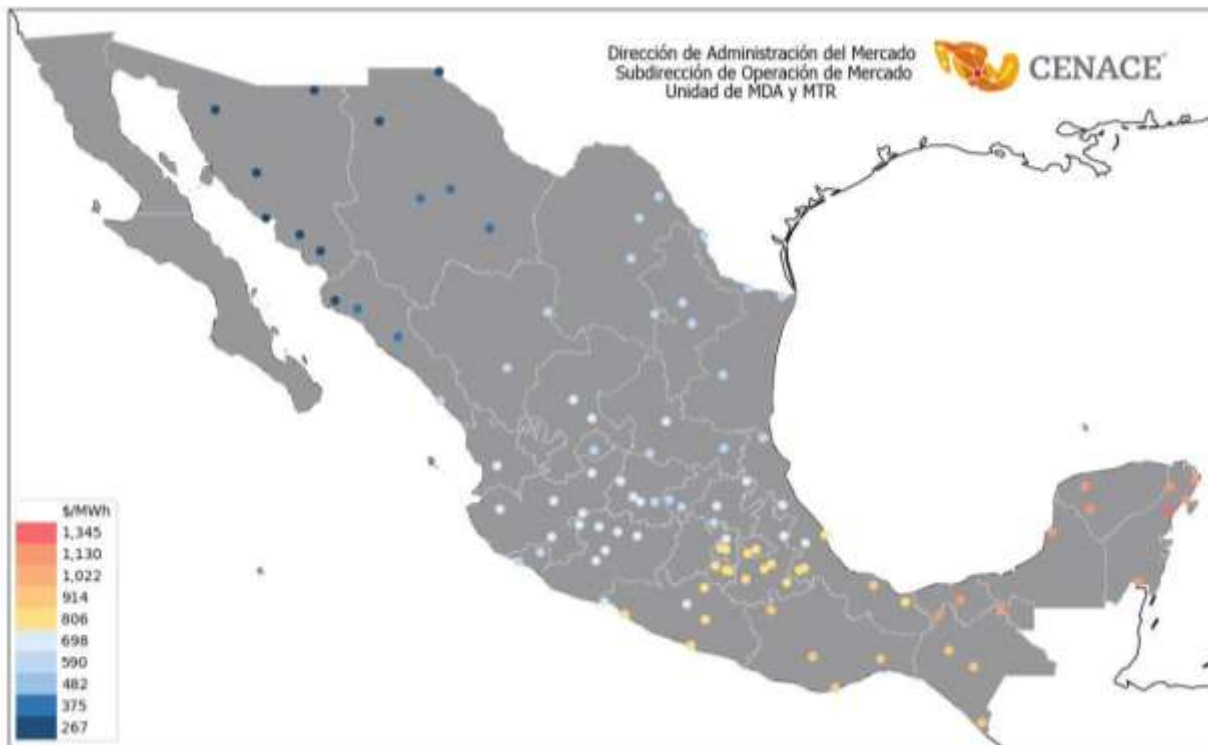 Dirección de Administración del Mercado
Subdirección de Operación de Mercado
Unidad de MDA y MTR
CENACE
$/MWh
1,345
1,130
1,022
914
806
698
590
482
375
267